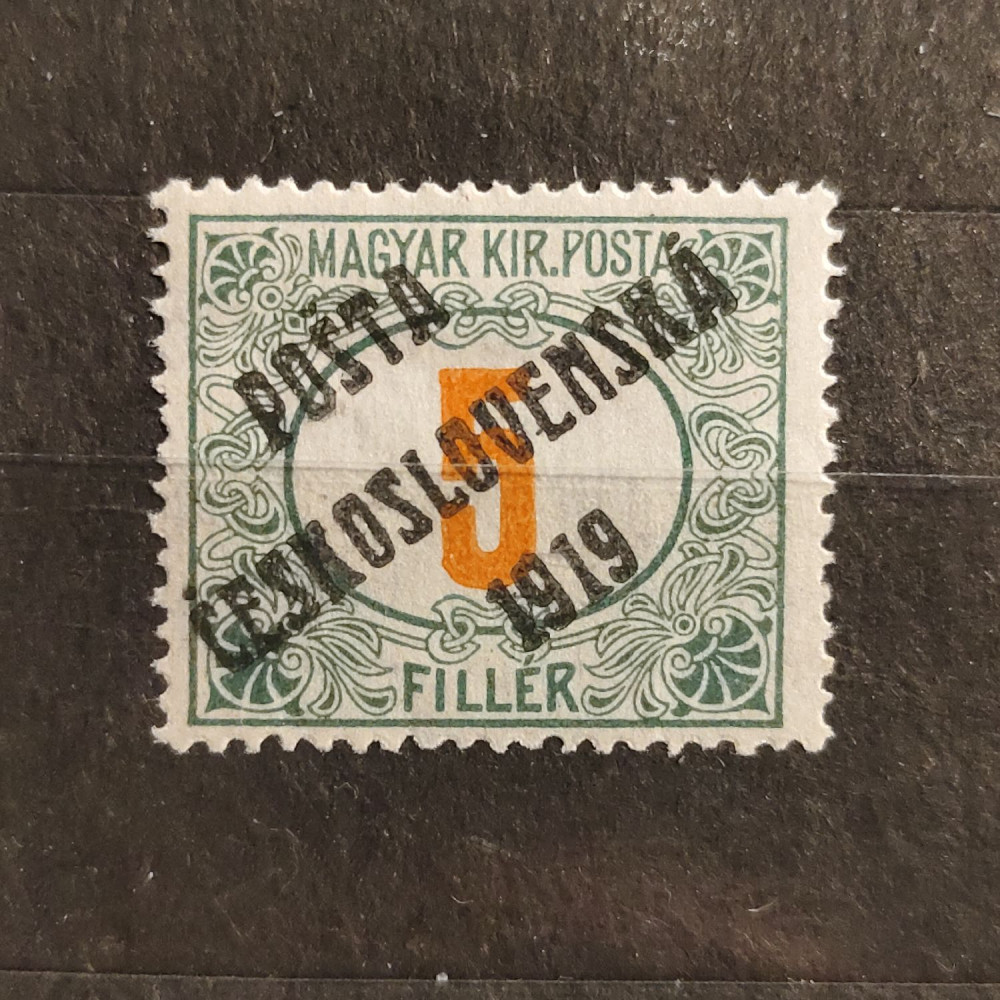 MAGYAR KIR. POSTA
POŠTA
ČESKOSLOVENSKÁ
1919
5
FILLÉR